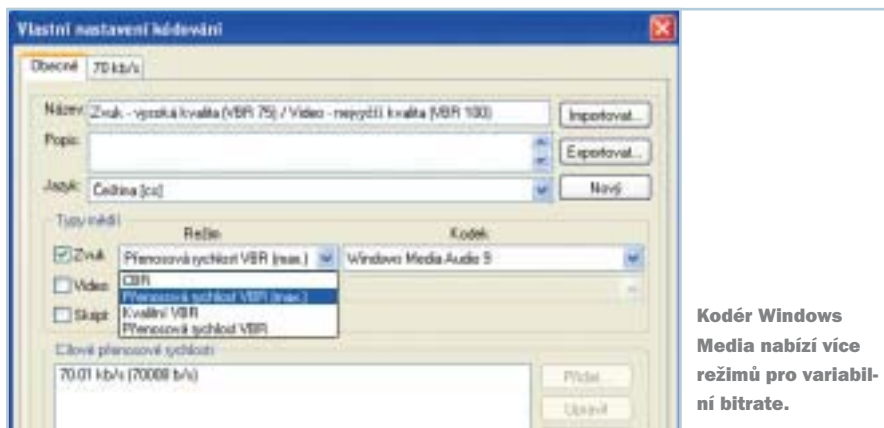 Vlastní nastavení kódování
Obecné 70 kb/s
Název: Zvuk - vysoká kvalita (VBR 75) / Video - nejvyšší kvalita (VBR 100) Importovat...
Popis: Exportovat...
Jazyk: Čeština [cs] Nový
Typy médií
Režim Kodek
Zvuk Přenosová rychlost VBR (max.) Windows Media Audio 9
Video CBR
Přenosová rychlost VBR (max.)
Skript Kvalitní VBR
Přenosová rychlost VBR
Cílové přenosové rychlosti
70.01 kb/s (70008 b/s) Přidat...
Upravit
Kodér Windows
Media nabízí více
režimů pro variabil-
ní bitrate.